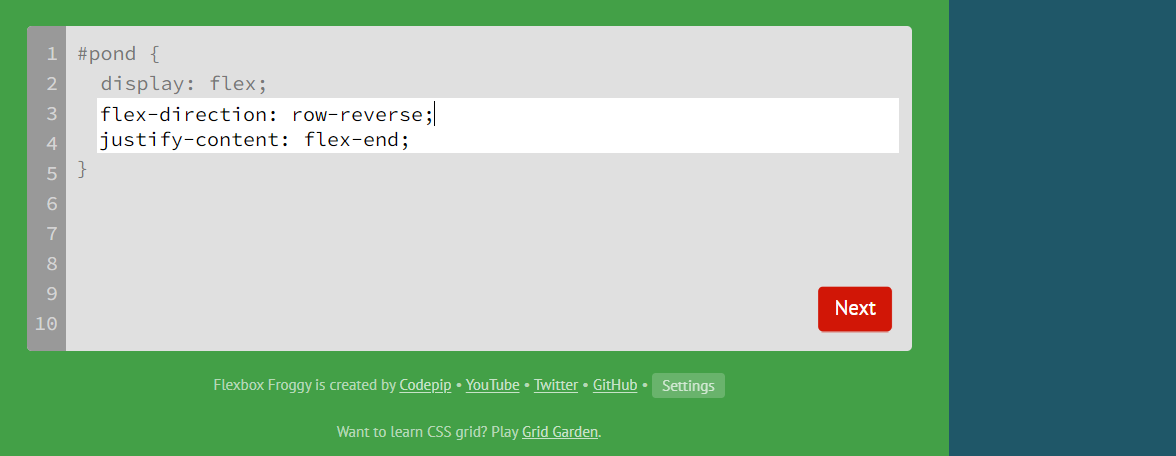 1 #pond {
2 display: flex;
3 flex-direction: row-reverse;
4 justify-content: flex-end;
5 }
6
7
8
9
10
Next
Flexbox Froggy is created by Codepip • YouTube • Twitter • GitHub • Settings
Want to learn CSS grid? Play Grid Garden.